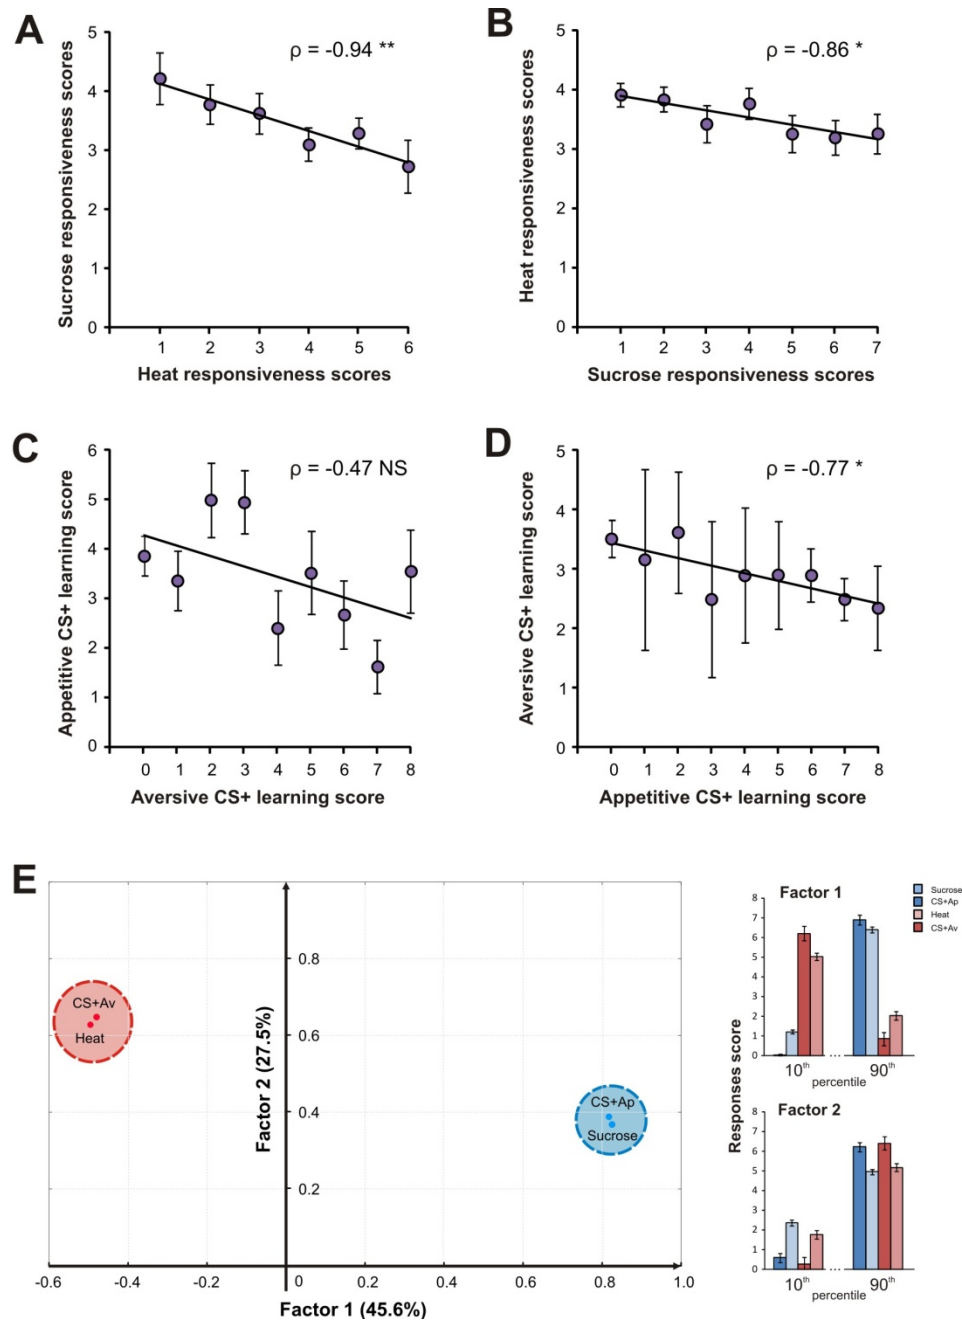 A
ρ = -0.94 **
Sucrose responsiveness scores
5
4
3
2
1
0
1 2 3 4 5 6
Heat responsiveness scores
B
ρ = -0.86 *
Heat responsiveness scores
5
4
3
2
1
0
1 2 3 4 5 6 7
Sucrose responsiveness scores
C
ρ = -0.47 NS
Appetitive CS+ learning score
6
5
4
3
2
1
0
0 1 2 3 4 5 6 7 8
Aversive CS+ learning score
D
ρ = -0.77 *
Aversive CS+ learning score
5
4
3
2
1
0
0 1 2 3 4 5 6 7 8
Appetitive CS+ learning score
E
Factor 2 (27.5%)
0.8
0.6
0.4
0.2
CS+Av
Heat
CS+Ap
Sucrose
-0.6 -0.4 -0.2 0 0.2 0.4 0.6 0.8 1.0
Factor 1 (45.6%)
Responses score
Factor 1
Sucrose
CS+Ap
Heat
CS+Av
8
7
6
5
4
3
2
1
0
10th ... 90th
percentile
Factor 2
8
7
6
5
4
3
2
1
0
10th ... 90th
percentile